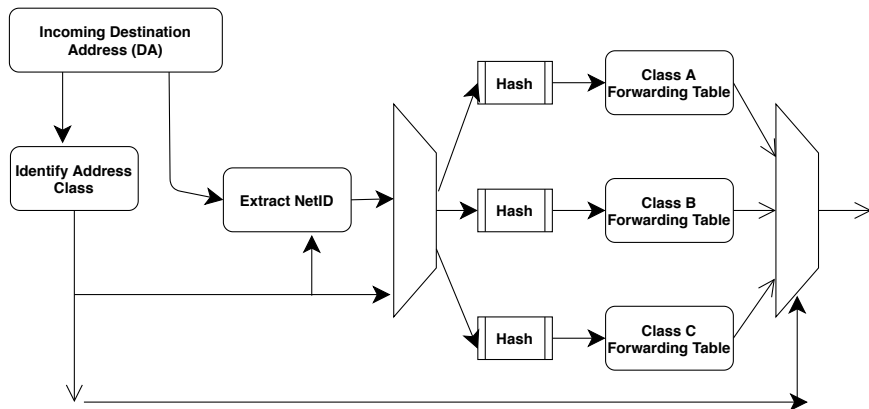 Incoming Destination
Address (DA)
Identify Address
Class
Extract NetID
Hash
Class A
Forwarding Table
Hash
Class B
Forwarding Table
Hash
Class C
Forwarding Table